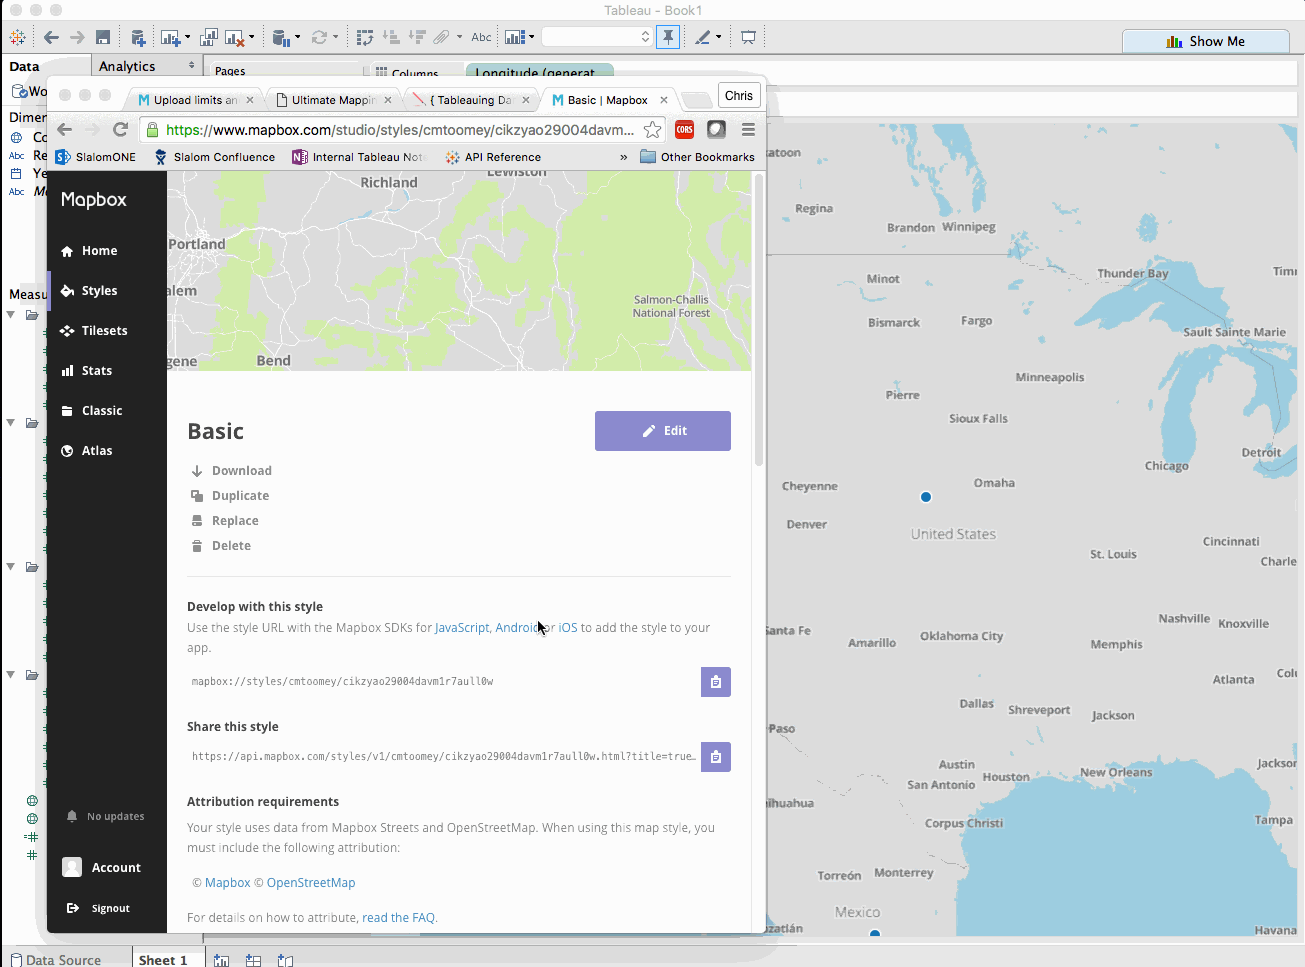 Tableau - Book1
Abc
Show Me
Data
Analytics
Pages
Columns
Longitude (generat
Wo
Dimer
Co
Abc Re
Ye
Abc M
Measu
Upload limits an
Ultimate Mappin
{ Tableauing Da
Basic | Mapbox
Chris
https://www.mapbox.com/studio/styles/cmtoomey/cikzyao29004davm...
CORS
SlalomONE
Slalom Confluence
Internal Tableau Note
API Reference
»
Other Bookmarks
Mapbox
Home
Styles
Tilesets
Stats
Classic
Atlas
No updates
Account
Signout
Richland
Lewiston
Portland
alem
Salmon-Challis
National Forest
gene
Bend
Basic
Edit
Download
Duplicate
Replace
Delete
Develop with this style
Use the style URL with the Mapbox SDKs for JavaScript, Android or iOS to add the style to your
app.
mapbox://styles/cmtoomey/cikzyao29004davm1r7aull0w
Share this style
https://api.mapbox.com/styles/v1/cmtoomey/cikzyao29004davm1r7aull0w.html?title=true…
Attribution requirements
Your style uses data from Mapbox Streets and OpenStreetMap. When using this map style, you
must include the following attribution:
© Mapbox © OpenStreetMap
For details on how to attribute, read the FAQ.
katoon
Regina
Brandon
Winnipeg
Minot
Thunder Bay
Timr
Bismarck
Fargo
Sault Sainte Marie
Minneapolis
Pierre
Sioux Falls
Detroit
Chicago
Cheyenne
Omaha
Denver
United States
Cincinnati
St. Louis
Charle
Nashville
Knoxville
Santa Fe
Amarillo
Oklahoma City
Memphis
Atlanta
Colu
Dallas
Shreveport
Jackson
Paso
Austin
Houston
New Orleans
Jackson
San Antonio
ihuahua
Corpus Christi
Tampa
Torreón
Monterrey
Mexico
zatlán
Havana
Data Source
Sheet 1